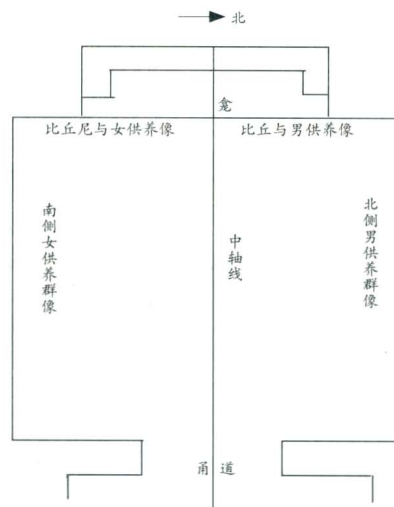 北
龛
比丘尼与女供养像
比丘与男供养像
南侧女供养群像
中轴线
北侧男供养群像
甬道